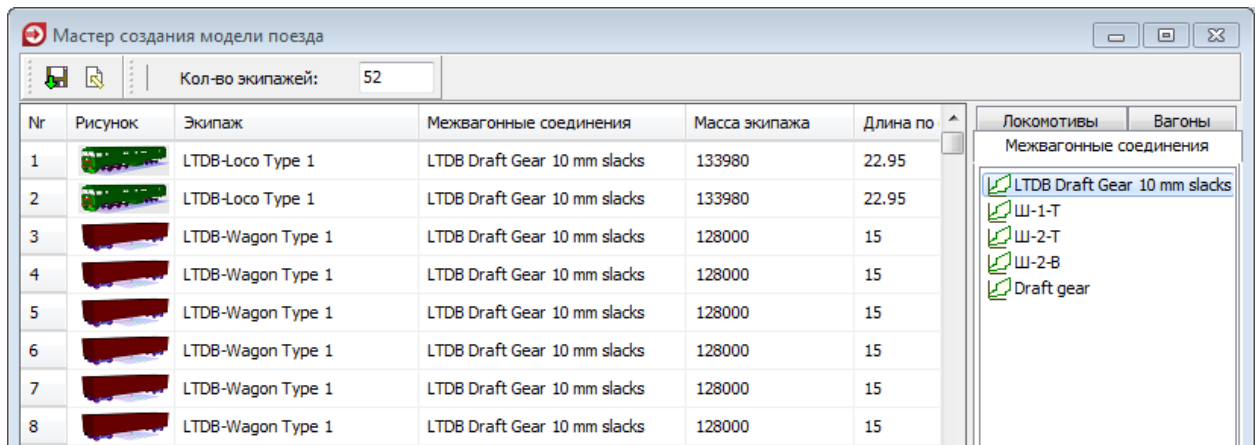 Мастер создания модели поезда
Кол-во экипажей: 52
Nr Рисунок Экипаж Межвагонные соединения Масса экипажа Длина по
1 LTDB-Loco Type 1 LTDB Draft Gear 10 mm slacks 133980 22.95
2 LTDB-Loco Type 1 LTDB Draft Gear 10 mm slacks 133980 22.95
3 LTDB-Wagon Type 1 LTDB Draft Gear 10 mm slacks 128000 15
4 LTDB-Wagon Type 1 LTDB Draft Gear 10 mm slacks 128000 15
5 LTDB-Wagon Type 1 LTDB Draft Gear 10 mm slacks 128000 15
6 LTDB-Wagon Type 1 LTDB Draft Gear 10 mm slacks 128000 15
7 LTDB-Wagon Type 1 LTDB Draft Gear 10 mm slacks 128000 15
8 LTDB-Wagon Type 1 LTDB Draft Gear 10 mm slacks 128000 15
Локомотивы Вагоны
Межвагонные соединения
LTDB Draft Gear 10 mm slacks
Ш-1-Т
Ш-2-Т
Ш-2-В
Draft gear